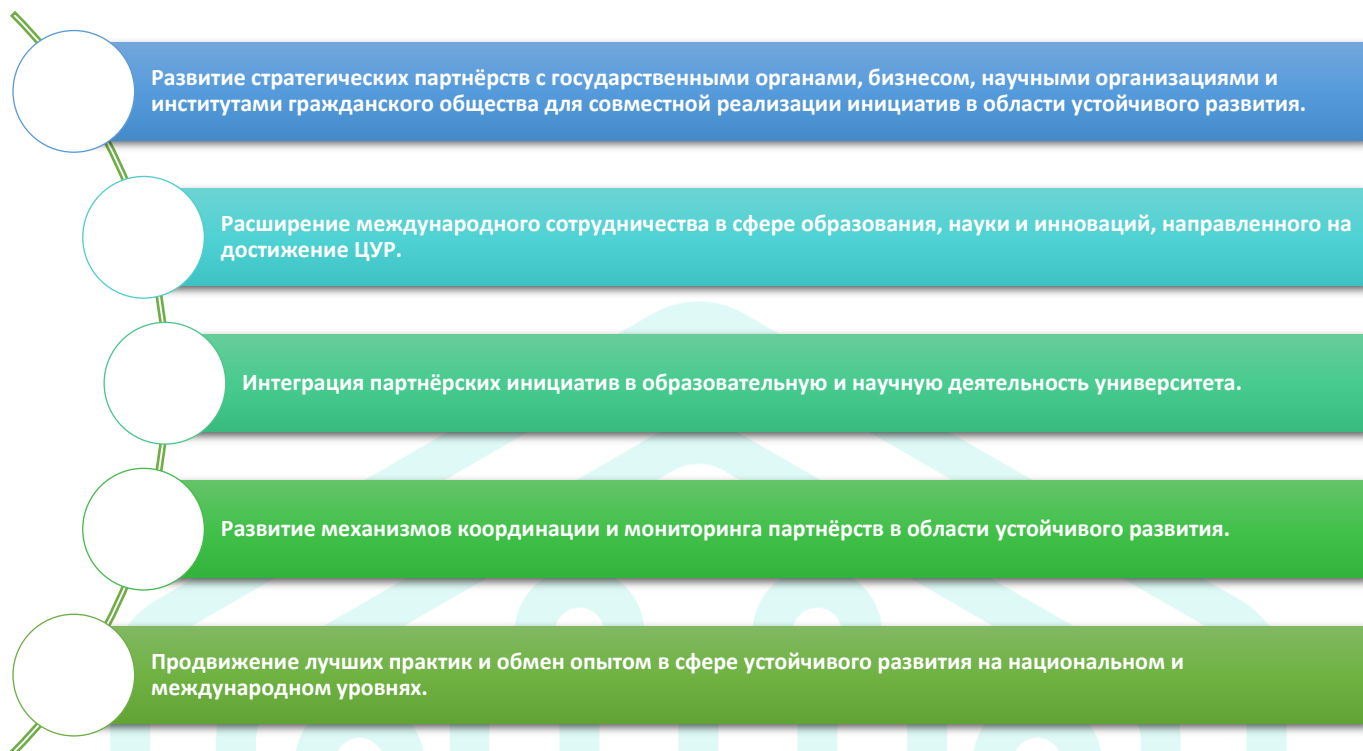 Развитие стратегических партнёрств с государственными органами, бизнесом, научными организациями и
институтами гражданского общества для совместной реализации инициатив в области устойчивого развития.
Расширение международного сотрудничества в сфере образования, науки и инноваций, направленного на
достижение ЦУР.
Интеграция партнёрских инициатив в образовательную и научную деятельность университета.
Развитие механизмов координации и мониторинга партнёрств в области устойчивого развития.
Продвижение лучших практик и обмен опытом в сфере устойчивого развития на национальном и
международном уровнях.